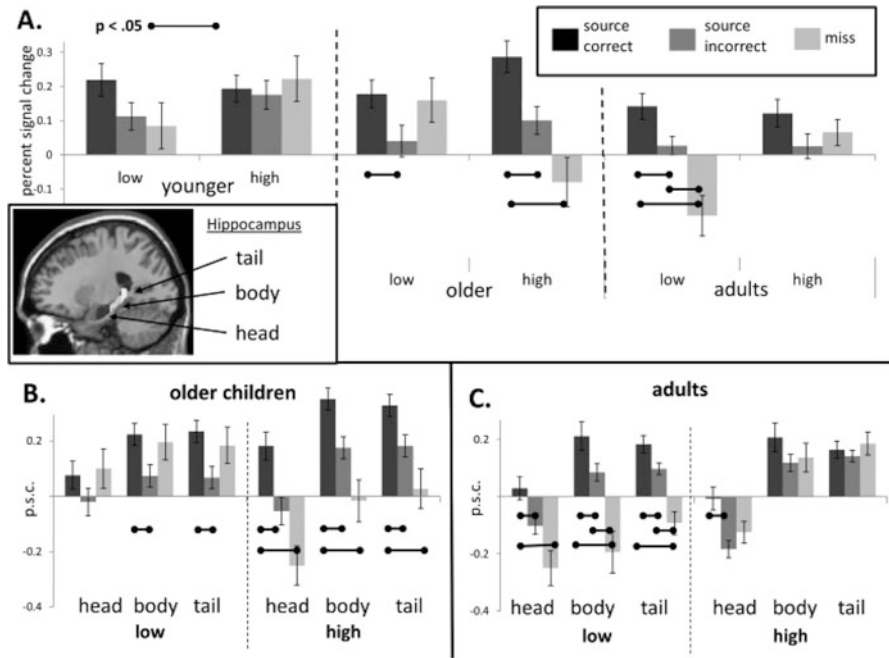 A.
p < .05
source correct
source incorrect
miss
percent signal change
0.3
0.2
0.1
0
-0.1
low
high
younger
low
high
older
low
high
adults
Hippocampus
tail
body
head
B.
older children
p.s.c.
0.2
-0.2
-0.4
head body tail
low
head body tail
high
C.
adults
p.s.c.
0.2
-0.2
-0.4
head body tail
low
head body tail
high